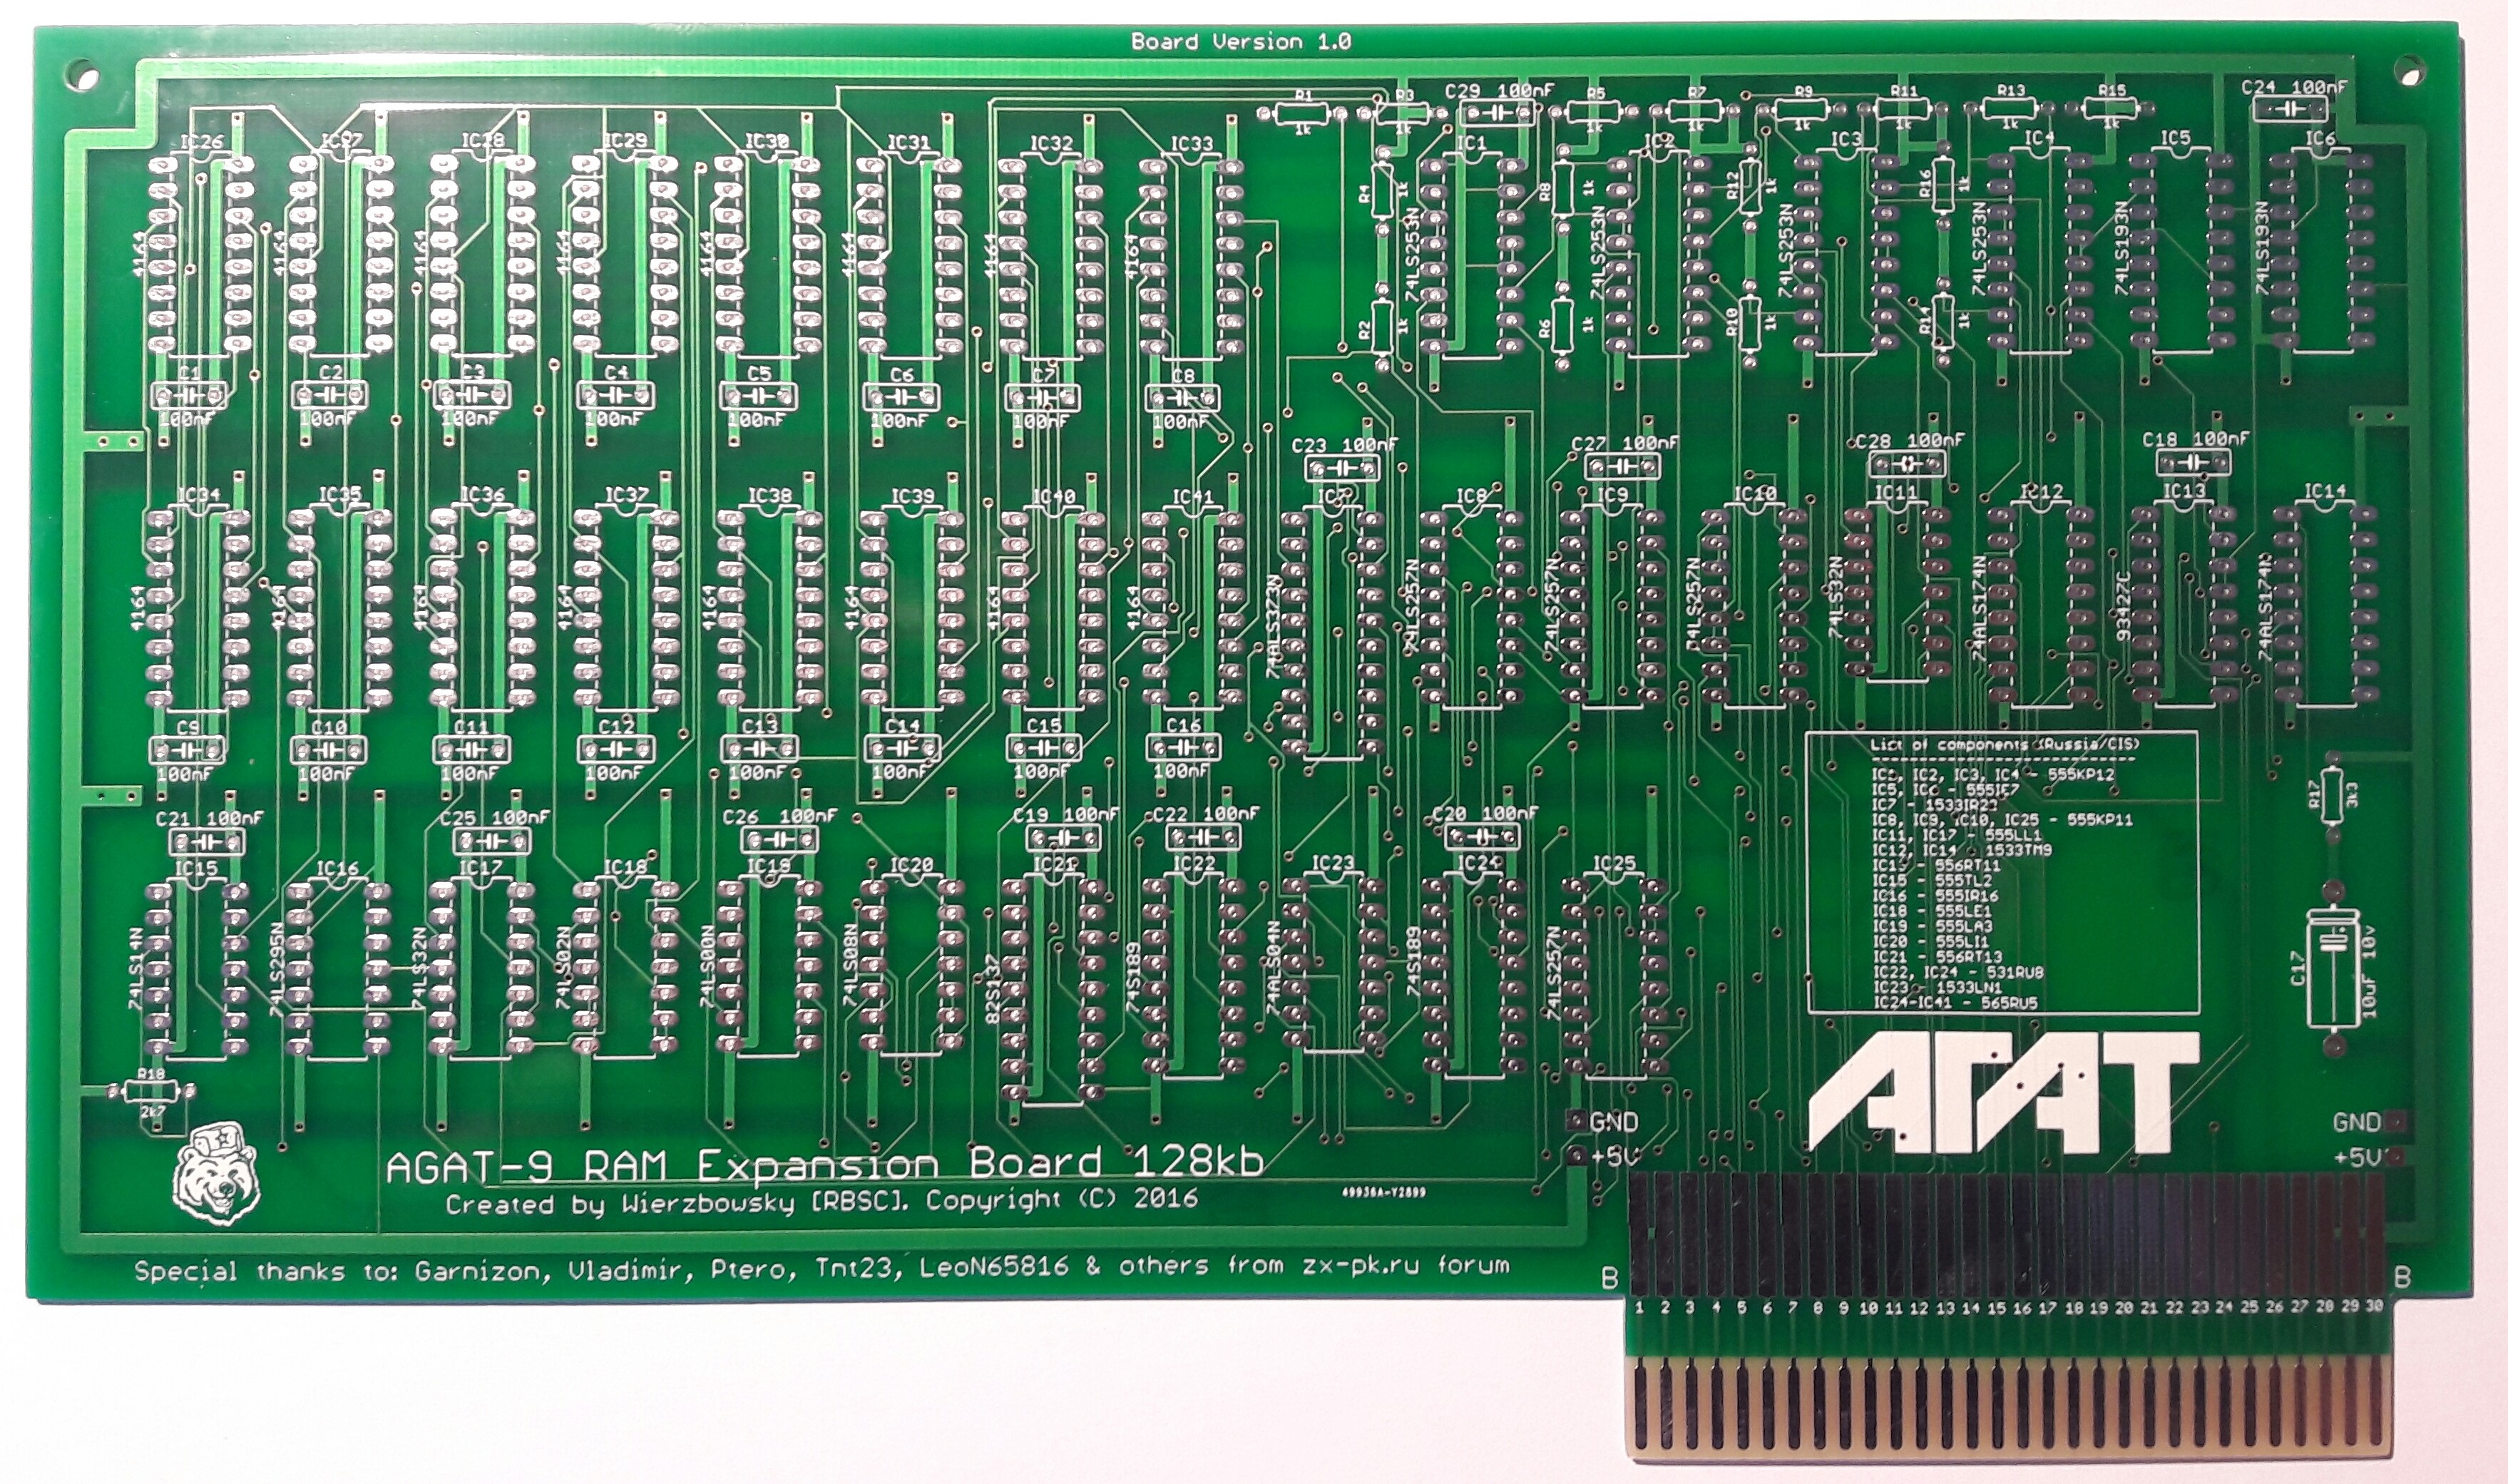 Board Version 1.0
R1 R3 C29 100nF R5 R7 R9 R11 R13 R15 C24 100nF
1k 1k 1k 1k 1k 1k 1k 1k
IC26 IC27 IC28 IC29 IC30 IC31 IC32 IC33 IC1 IC2 IC3 IC4 IC5 IC6
R4 1k R8 1k R12 1k R16 1k
4164 4164 4164 4164 4164 4164 4164 4164 74LS253N 74LS253N 74LS253N 74LS253N 74LS193N 74LS193N
R2 1k R6 1k R10 1k R14 1k
C1 C2 C3 C4 C5 C6 C7 C8
100nF 100nF 100nF 100nF 100nF 100nF 100nF 100nF
C23 100nF C27 100nF C28 100nF C18 100nF
IC34 IC35 IC36 IC37 IC38 IC39 IC40 IC41 IC7 IC8 IC9 IC10 IC11 IC12 IC13 IC14
4164 4164 4164 4164 4164 4164 4164 4164 74ALS373N 74LS257N 74LS257N 74LS257N 74LS32N 74ALS174N 93427C 74ALS174N
C9 C10 C11 C12 C13 C14 C15 C16
100nF 100nF 100nF 100nF 100nF 100nF 100nF 100nF
C21 100nF C25 100nF C26 100nF C19 100nF C22 100nF C20 100nF
IC15 IC16 IC17 IC18 IC19 IC20 IC21 IC22 IC23 IC24 IC25
74LS14N 74LS295N 74LS32N 74LS02N 74LS00N 74LS08N 82S137 74S189 74ALS04N 74S189 74LS257N
List of components (Russia/CIS)
IC1, IC2, IC3, IC4 - 555KP12
IC5, IC6 - 555IE7
IC7 - 1533IR22
IC8, IC9, IC10, IC25 - 555KP11
IC11, IC17 - 555LL1
IC12, IC14 - 1533TM9
IC13 - 556RT11
IC15 - 555TL2
IC16 - 555IR16
IC18 - 555LE1
IC19 - 555LA3
IC20 - 555LI1
IC21 - 556RT13
IC22, IC24 - 531RU8
IC23 - 1533LN1
IC24-IC41 - 565RU5
R17 3k3
C17 10uF 10v
R18
2k7
АГАТ
GND GND
+5V +5V
AGAT-9 RAM Expansion Board 128kb
Created by Wierzbowsky [RBSC]. Copyright (C) 2016
49936A-Y2899
Special thanks to: Garnizon, Vladimir, Ptero, Tnt23, LeoN65816 & others from zx-pk.ru forum
B B
1 2 3 4 5 6 7 8 9 10 11 12 13 14 15 16 17 18 19 20 21 22 23 24 25 26 27 28 29 30